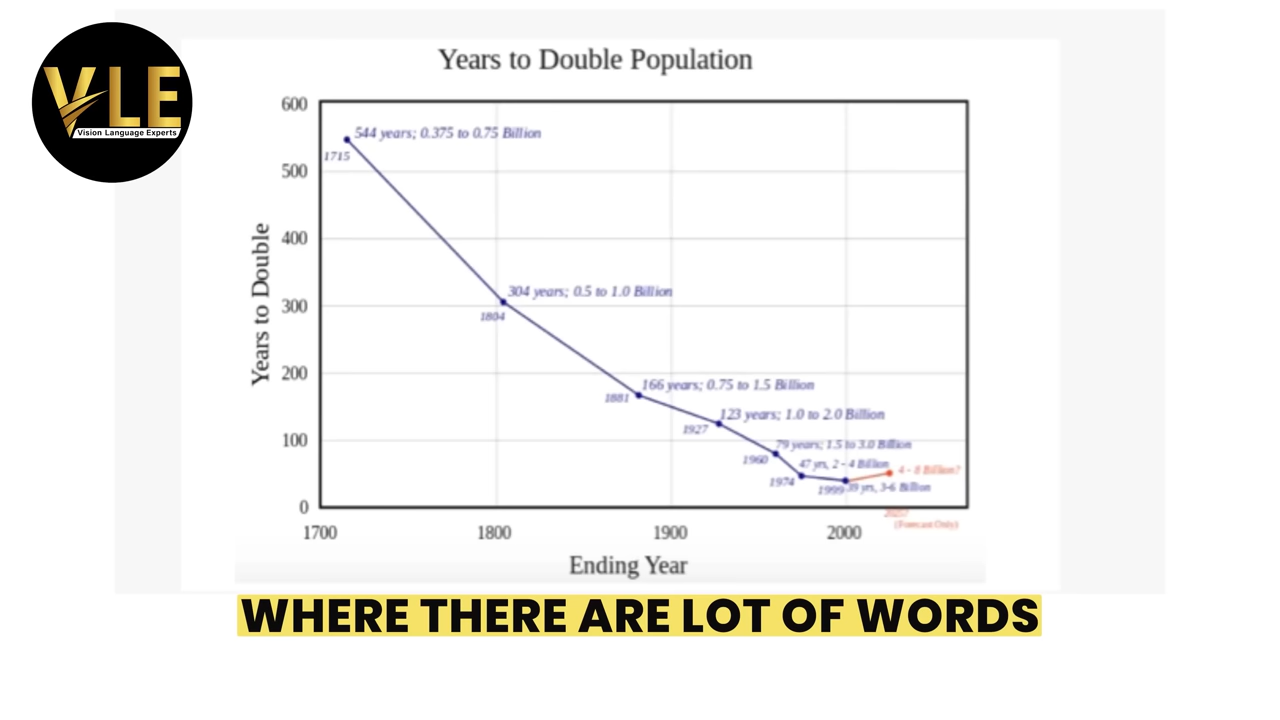 VLE
Vision Language Experts
Years to Double Population
600
500
400
300
200
100
0
Years to Double
544 years; 0.375 to 0.75 Billion
1715
304 years; 0.5 to 1.0 Billion
1804
166 years; 0.75 to 1.5 Billion
1881
123 years; 1.0 to 2.0 Billion
1927
79 years; 1.5 to 3.0 Billion
1960
47 yrs, 2 - 4 Billion
1974
4 - 8 Billion?
1999
39 yrs, 3-6 Billion
2025?
(Forecast Only)
1700
1800
1900
2000
Ending Year
WHERE THERE ARE LOT OF WORDS